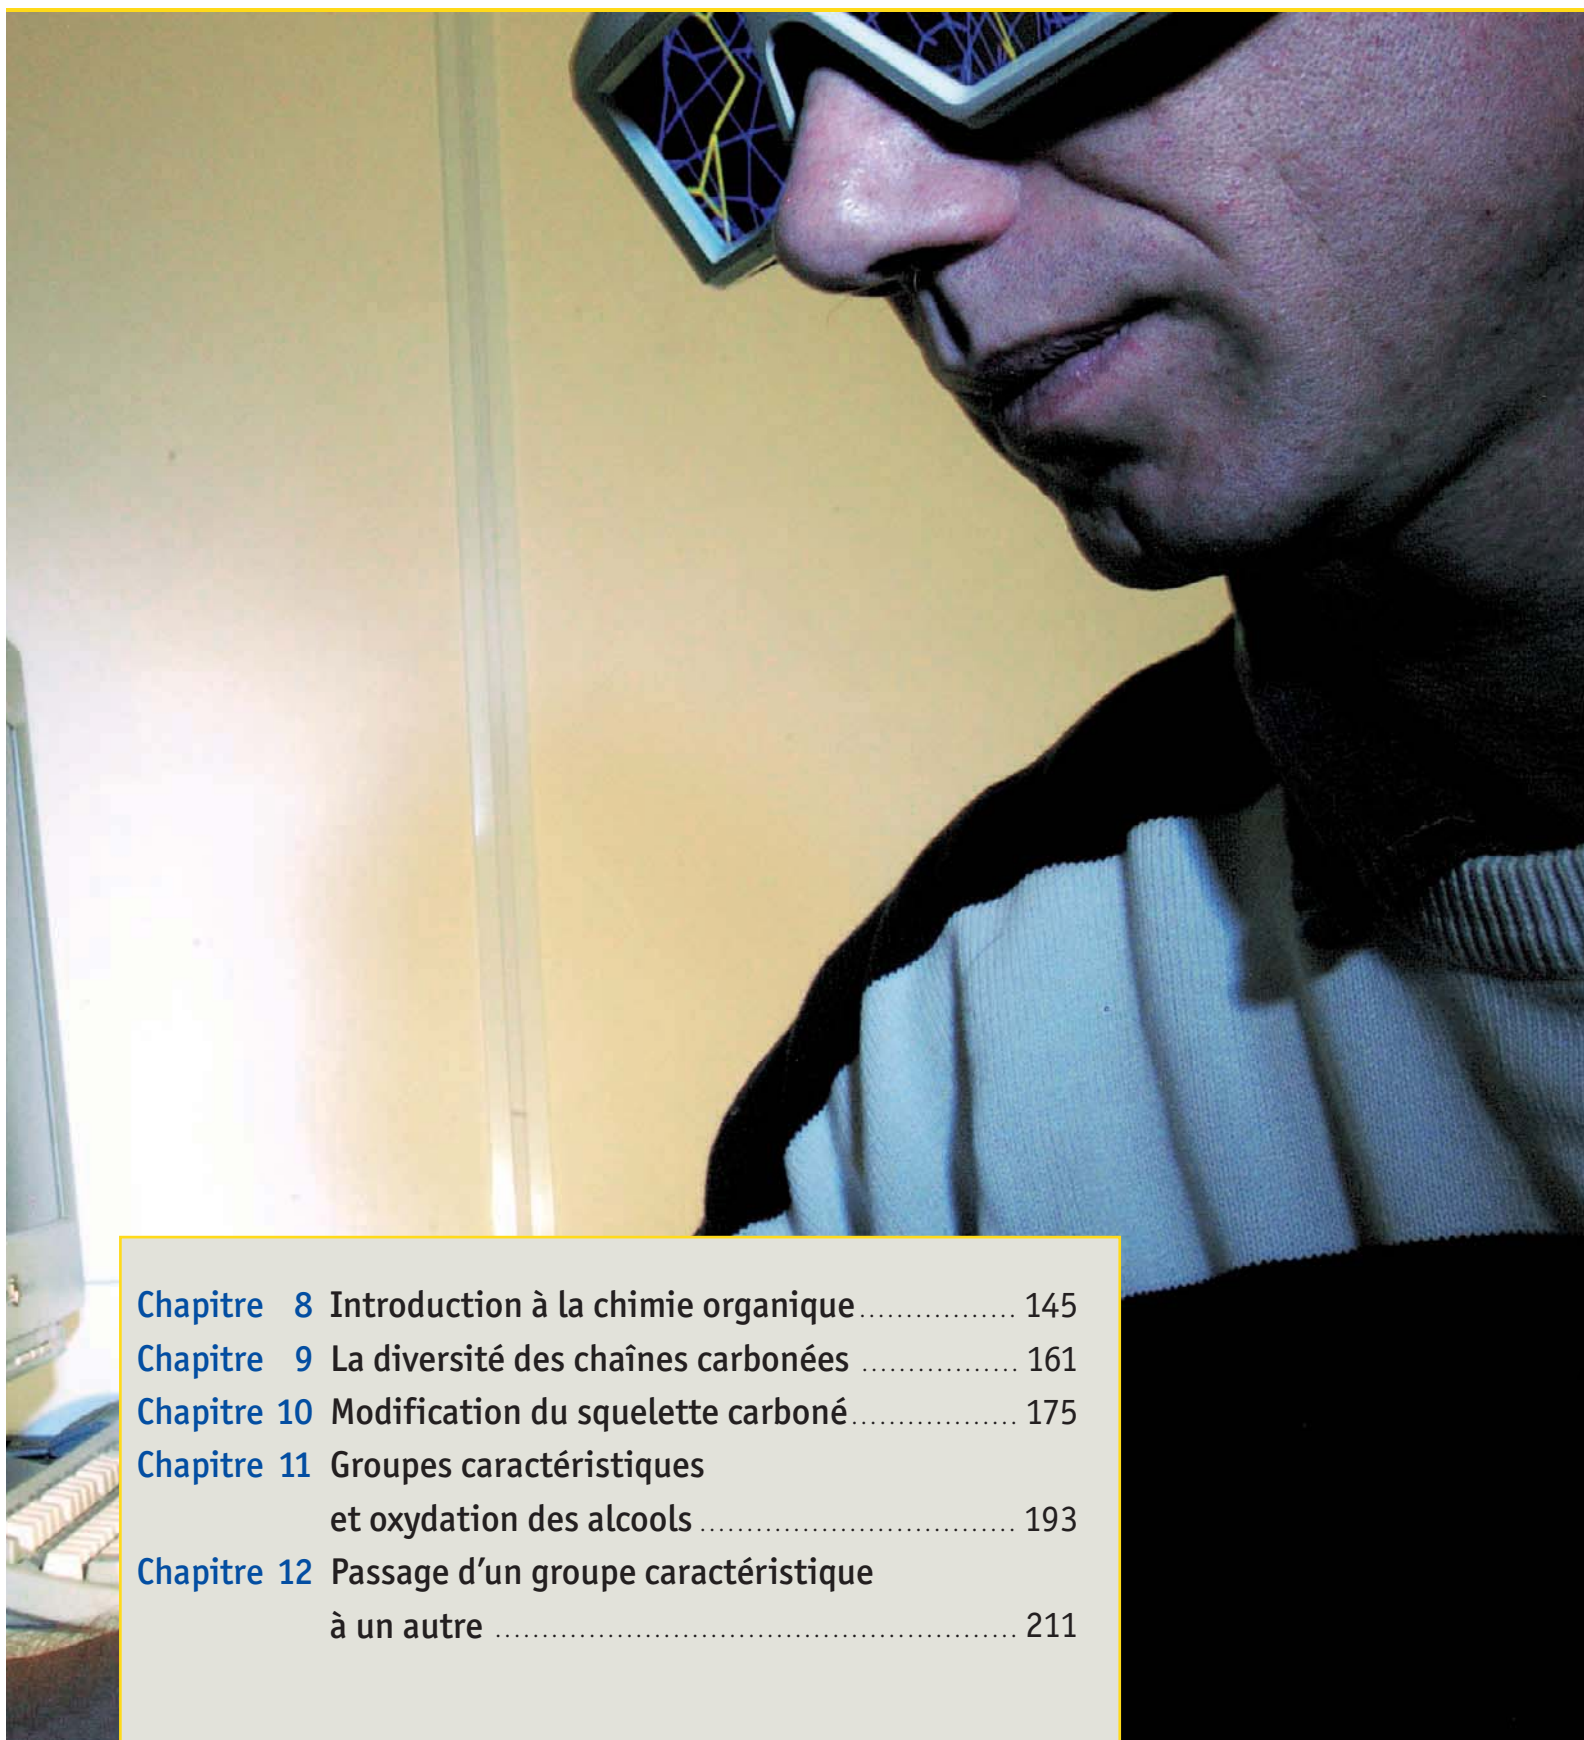 Chapitre 8 Introduction à la chimie organique ................. 145
Chapitre 9 La diversité des chaînes carbonées ................. 161
Chapitre 10 Modification du squelette carboné .................. 175
Chapitre 11 Groupes caractéristiques
et oxydation des alcools .................................. 193
Chapitre 12 Passage d'un groupe caractéristique
à un autre ........................................................ 211